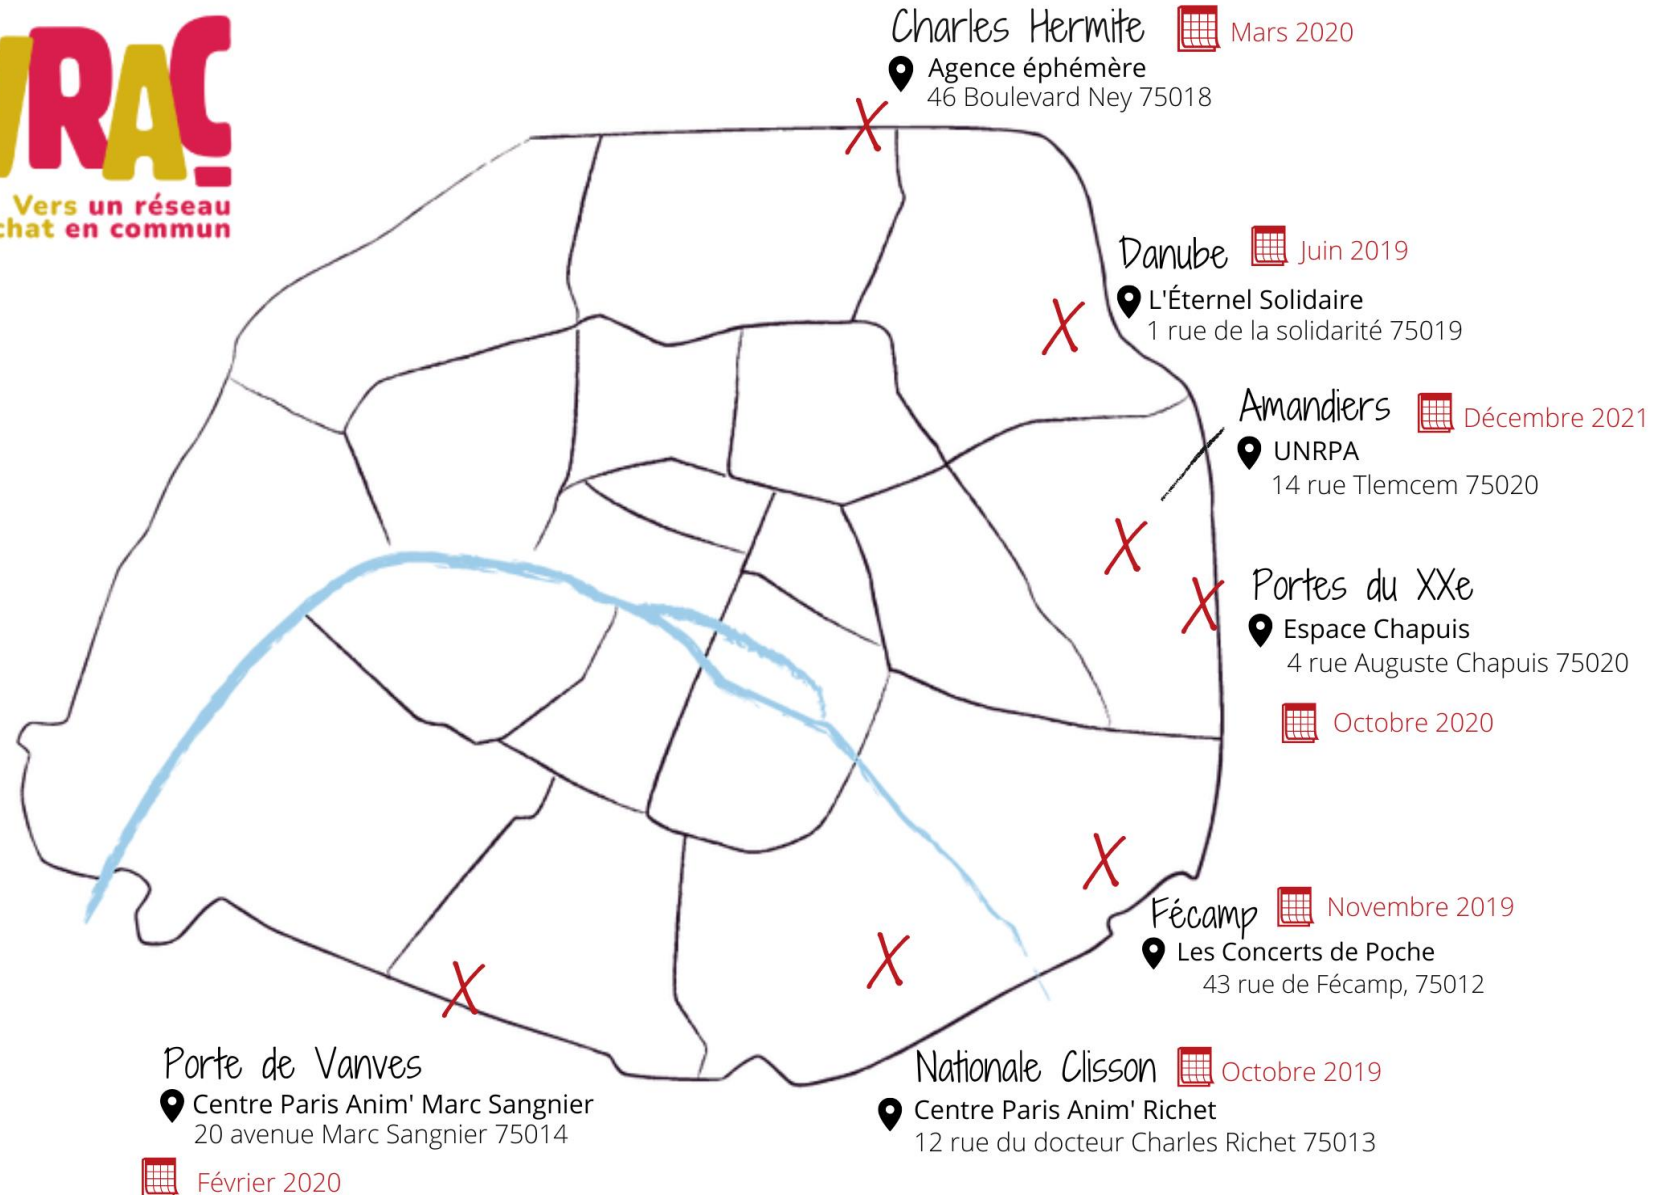 VRAC
Vers un réseau
chat en commun
Charles Hermite
Mars 2020
Agence éphémère
46 Boulevard Ney 75018
Danube
Juin 2019
L'Éternel Solidaire
1 rue de la solidarité 75019
Amandiers
Décembre 2021
UNRPA
14 rue Tlemcem 75020
Portes du XXe
Espace Chapuis
4 rue Auguste Chapuis 75020
Octobre 2020
Fécamp
Novembre 2019
Les Concerts de Poche
43 rue de Fécamp, 75012
Nationale Clisson
Octobre 2019
Centre Paris Anim' Richet
12 rue du docteur Charles Richet 75013
Porte de Vanves
Centre Paris Anim' Marc Sangnier
20 avenue Marc Sangnier 75014
Février 2020